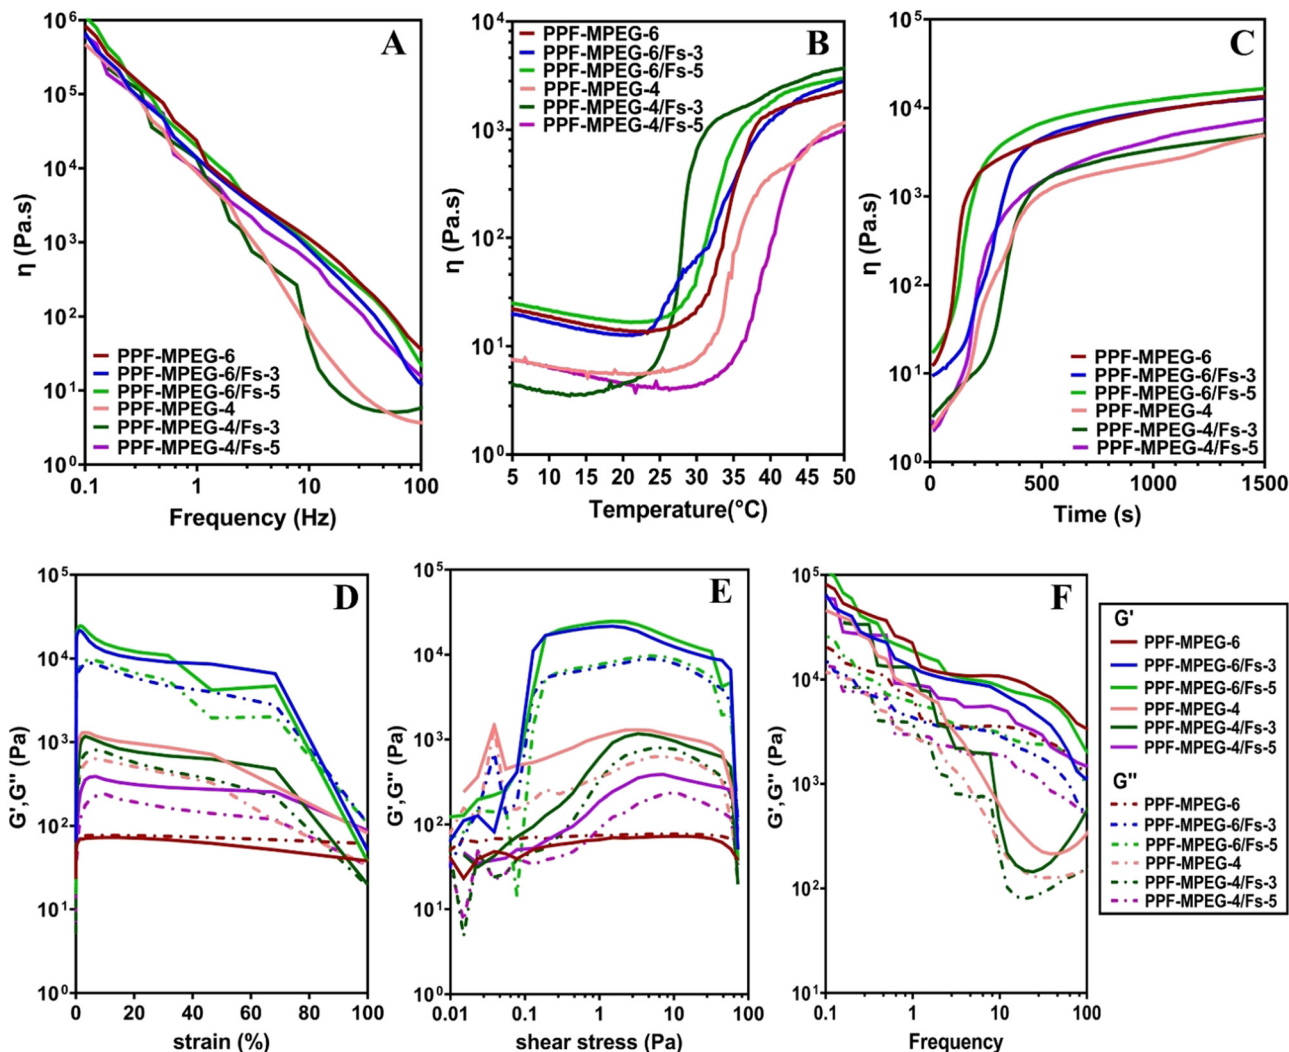 A
η (Pa.s)
10⁶
10⁵
10⁴
10³
10²
10¹
10⁰
PPF-MPEG-6
PPF-MPEG-6/Fs-3
PPF-MPEG-6/Fs-5
PPF-MPEG-4
PPF-MPEG-4/Fs-3
PPF-MPEG-4/Fs-5
0.1 1 10 100
Frequency (Hz)
B
η (Pa.s)
10⁴
10³
10²
10¹
10⁰
PPF-MPEG-6
PPF-MPEG-6/Fs-3
PPF-MPEG-6/Fs-5
PPF-MPEG-4
PPF-MPEG-4/Fs-3
PPF-MPEG-4/Fs-5
5 10 15 20 25 30 35 40 45 50
Temperature(°C)
C
η (Pa.s)
10⁵
10⁴
10³
10²
10¹
10⁰
PPF-MPEG-6
PPF-MPEG-6/Fs-3
PPF-MPEG-6/Fs-5
PPF-MPEG-4
PPF-MPEG-4/Fs-3
PPF-MPEG-4/Fs-5
0 500 1000 1500
Time (s)
D
G',G'' (Pa)
10⁵
10⁴
10³
10²
10¹
10⁰
0 20 40 60 80 100
strain (%)
E
G',G'' (Pa)
10⁵
10⁴
10³
10²
10¹
10⁰
0.01 0.1 1 10 100
shear stress (Pa)
F
G',G'' (Pa)
10⁵
10⁴
10³
10²
10¹
0.1 1 10 100
Frequency
G'
PPF-MPEG-6
PPF-MPEG-6/Fs-3
PPF-MPEG-6/Fs-5
PPF-MPEG-4
PPF-MPEG-4/Fs-3
PPF-MPEG-4/Fs-5
G''
PPF-MPEG-6
PPF-MPEG-6/Fs-3
PPF-MPEG-6/Fs-5
PPF-MPEG-4
PPF-MPEG-4/Fs-3
PPF-MPEG-4/Fs-5